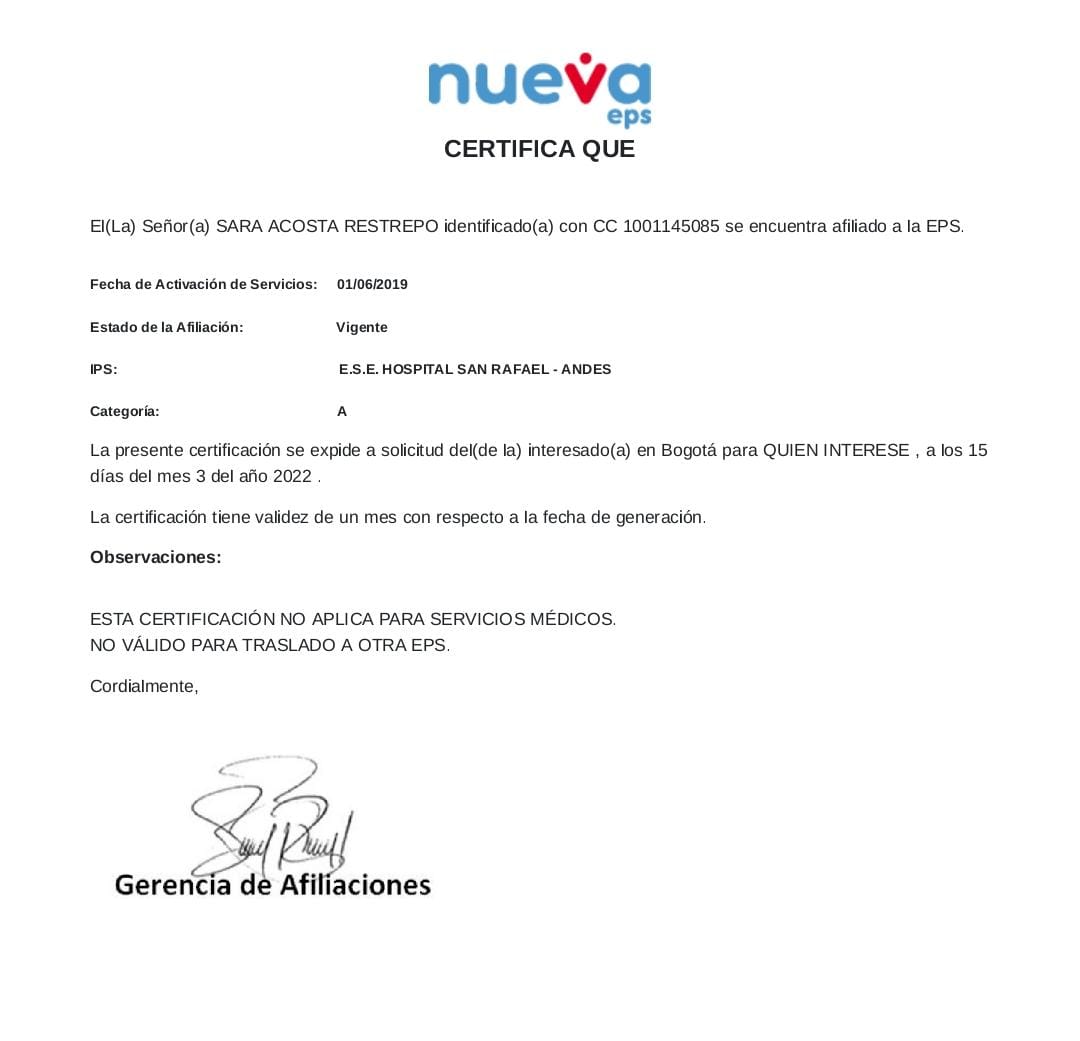 nueva
eps
CERTIFICA QUE
El(La) Señor(a) SARA ACOSTA RESTREPO identificado(a) con CC 1001145085 se encuentra afiliado a la EPS.
Fecha de Activación de Servicios: 01/06/2019
Estado de la Afiliación: Vigente
IPS: E.S.E. HOSPITAL SAN RAFAEL - ANDES
Categoría: A
La presente certificación se expide a solicitud del(de la) interesado(a) en Bogotá para QUIEN INTERESE , a los 15
días del mes 3 del año 2022 .
La certificación tiene validez de un mes con respecto a la fecha de generación.
Observaciones:
ESTA CERTIFICACIÓN NO APLICA PARA SERVICIOS MÉDICOS.
NO VÁLIDO PARA TRASLADO A OTRA EPS.
Cordialmente,
Gerencia de Afiliaciones